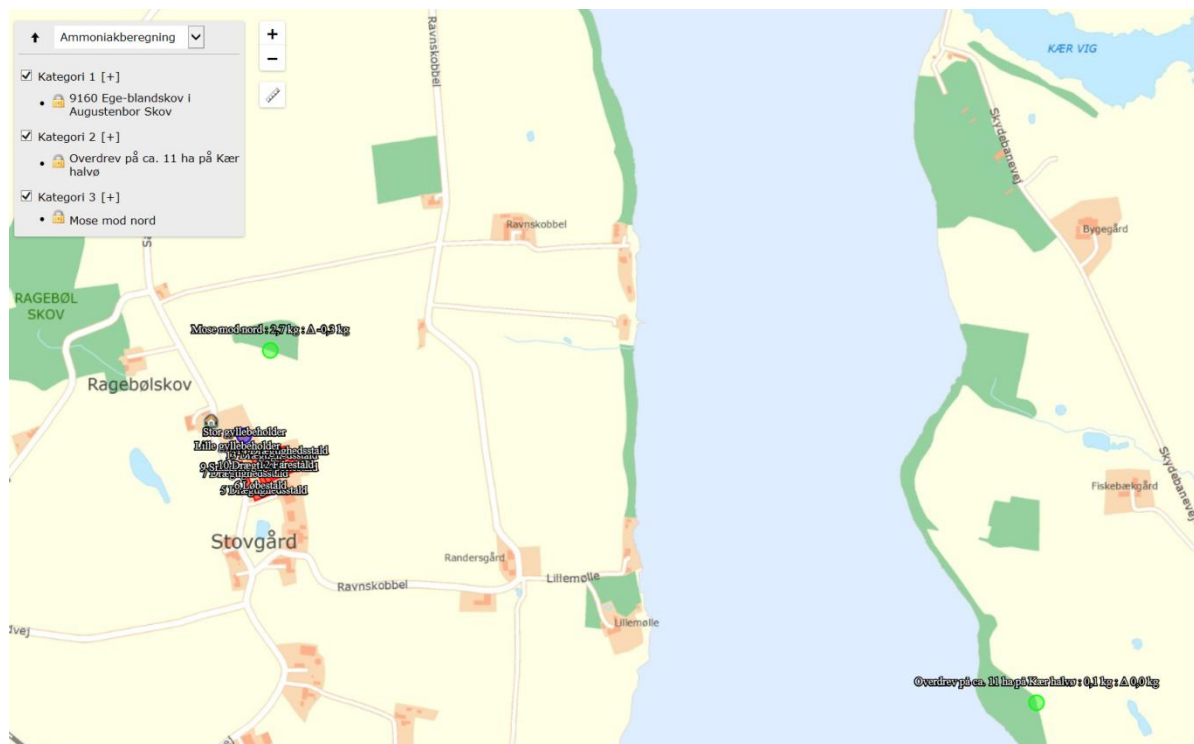 Ammoniakberegning
Kategori 1 [+]
9160 Ege-blandskov i
Augustenbor Skov
Kategori 2 [+]
Overdrev på ca. 11 ha på Kær
halvø
Kategori 3 [+]
Mose mod nord
+
−
Ravnskobbel
KÆR VIG
Skydebanevej
Ravnskobbel
Bygegård
RAGEBØL
SKOV
Mose mod nord : 2,7 kg : Δ -0,3 kg
Ragebølskov
Stor gyllebeholder
Lille gyllebeholder
12 Farestald
6 Løbestald
5 Drægtighedsstald
Skydebanevej
Fiskebækgård
Stovgård
Randersgård
Ravnskobbel
Lillemølle
Lillemølle
Overdrev på ca. 11 ha på Kær halvø : 0,1 kg : Δ 0,0 kg